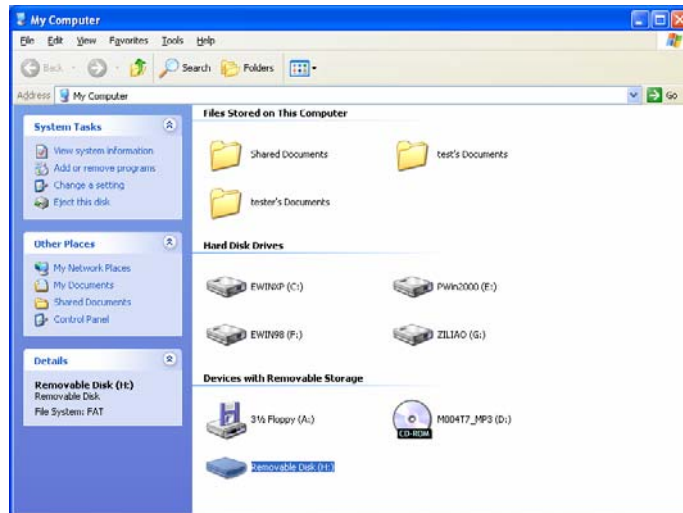 My Computer
File Edit View Favorites Tools Help
Back Search Folders
Address My Computer Go
System Tasks
View system information
Add or remove programs
Change a setting
Eject this disk
Other Places
My Network Places
My Documents
Shared Documents
Control Panel
Details
Removable Disk (H:)
Removable Disk
File System: FAT
Files Stored on This Computer
Shared Documents
test's Documents
tester's Documents
Hard Disk Drives
EWINXP (C:)
PWin2000 (E:)
EWIN98 (F:)
ZILIAO (G:)
Devices with Removable Storage
3½ Floppy (A:)
CD-ROM
M004T7_MP3 (D:)
Removable Disk (H:)